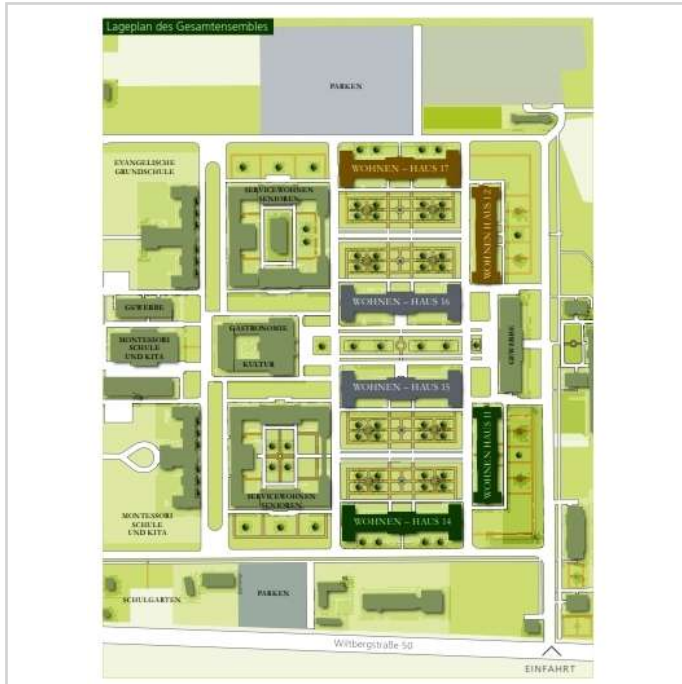 Lageplan des Gesamtensembles
PARKEN
EVANGELISCHE
GRUNDSCHULE
WOHNEN – HAUS 17
SERVICEWOHNEN
SENIOREN
WOHNEN HAUS 12
GEWERBE
WOHNEN – HAUS 16
MONTESSORI
SCHULE
UND KITA
GASTRONOMIE
KULTUR
GEWERBE
WOHNEN – HAUS 15
WOHNEN HAUS 11
MONTESSORI
SCHULE
UND KITA
SERVICEWOHNEN
SENIOREN
WOHNEN – HAUS 14
SCHULGARTEN
PARKEN
Wiltbergstraße 50
EINFAHRT